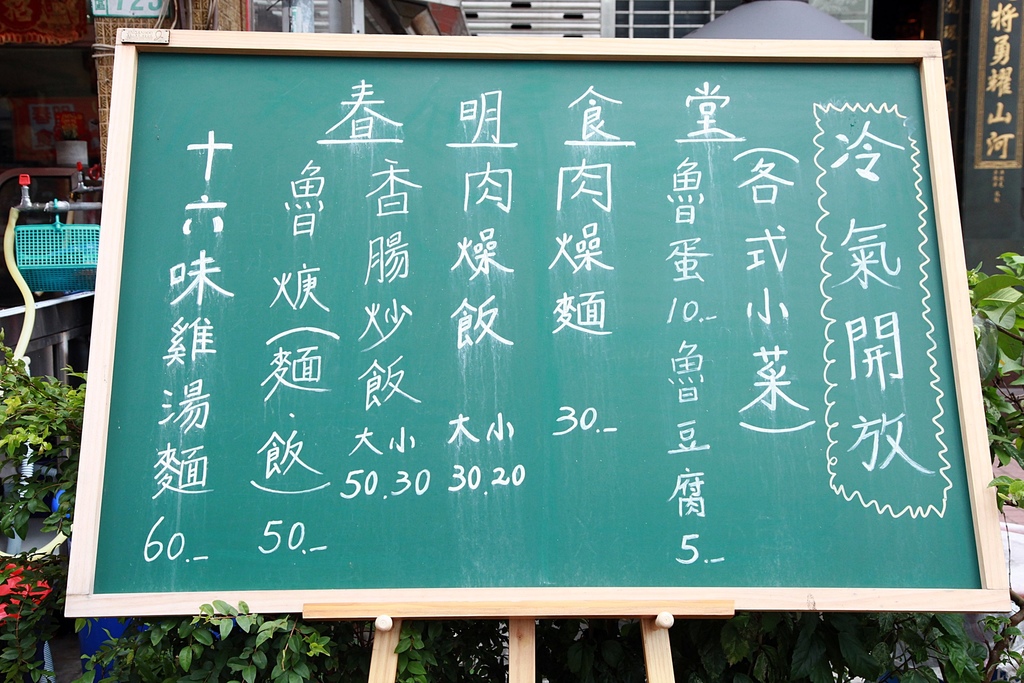 春明食堂
冷氣開放
(各式小菜)
魯蛋10.- 魯豆腐5.-
肉燥麵 30.-
肉燥飯 大小 30.20
香腸炒飯 大小 50.30
魯焿(麵.飯) 50.-
十六味雞湯麵 60.-
將勇耀山河